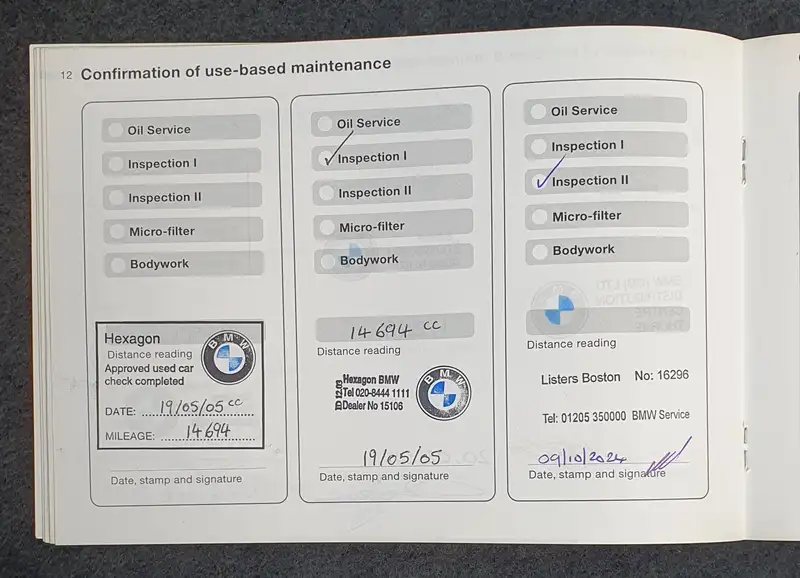 12 Confirmation of use-based maintenance
Oil Service
Inspection I
Inspection II
Micro-filter
Bodywork
Hexagon
Distance reading
Approved used car
check completed
BMW
DATE: 19/05/05 cc
MILEAGE: 14694
Date, stamp and signature
Oil Service
Inspection I
Inspection II
Micro-filter
Bodywork
14694 cc
Distance reading
Hexagon BMW
Tel 020-8444 1111
Dealer No 15106
BMW
19/05/05
Date, stamp and signature
Oil Service
Inspection I
Inspection II
Micro-filter
Bodywork
Distance reading
Listers Boston No: 16296
Tel: 01205 350000 BMW Service
09/10/2024
Date, stamp and signature